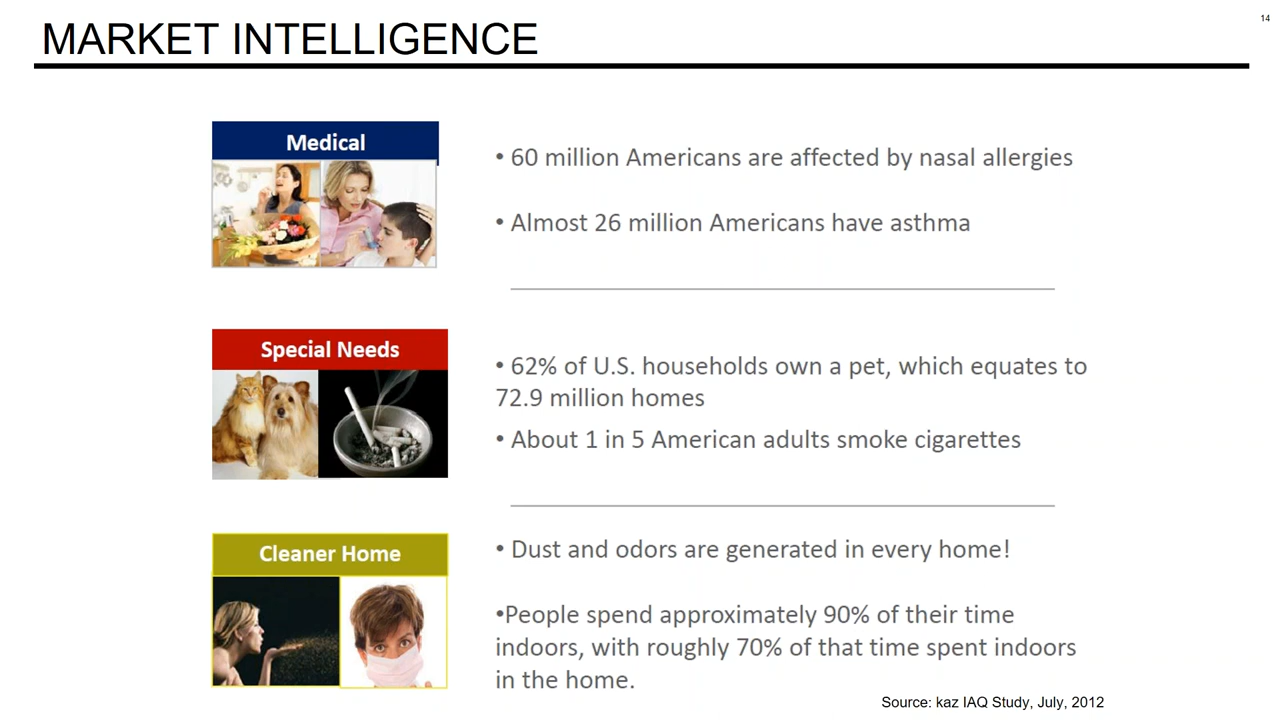 MARKET INTELLIGENCE
14
Medical
• 60 million Americans are affected by nasal allergies
• Almost 26 million Americans have asthma
Special Needs
• 62% of U.S. households own a pet, which equates to
72.9 million homes
• About 1 in 5 American adults smoke cigarettes
Cleaner Home
• Dust and odors are generated in every home!
•People spend approximately 90% of their time
indoors, with roughly 70% of that time spent indoors
in the home.
Source: kaz IAQ Study, July, 2012